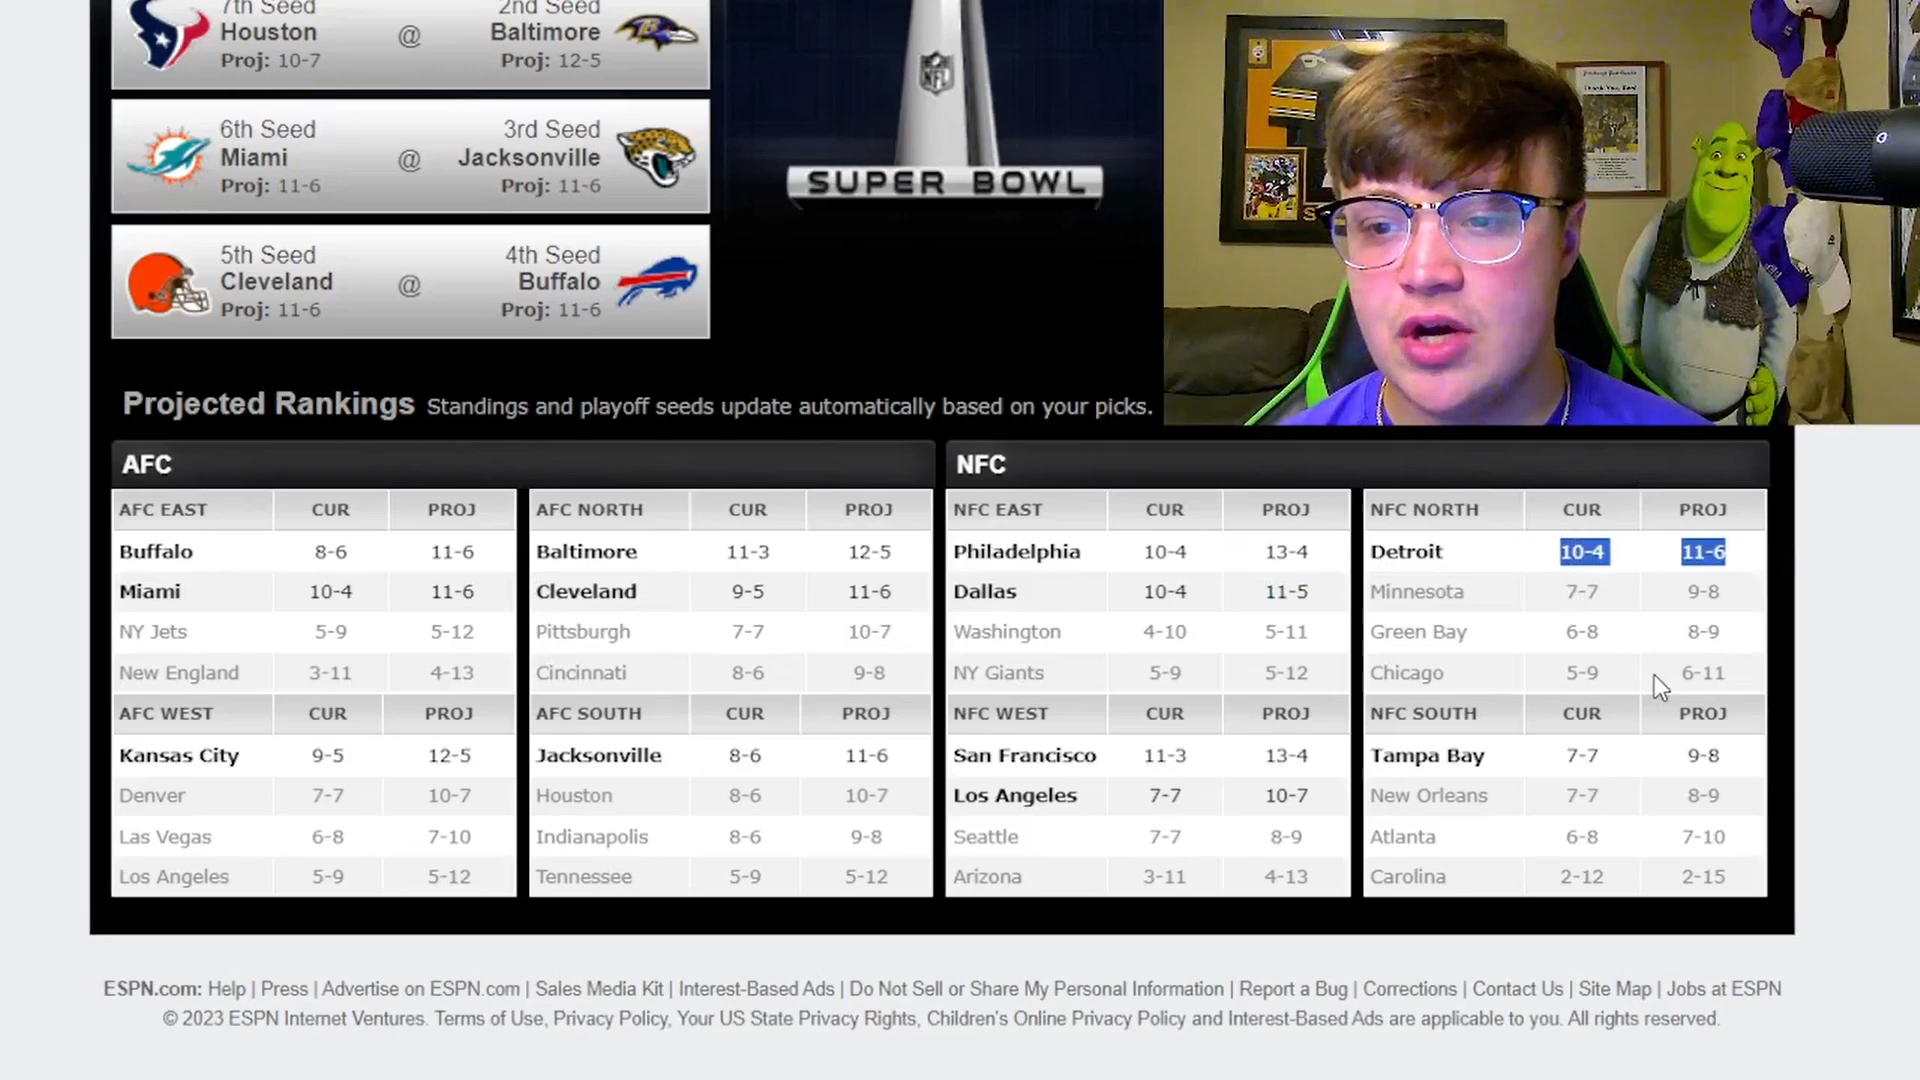 7th Seed 2nd Seed
Houston @ Baltimore
Proj: 10-7 Proj: 12-5
6th Seed 3rd Seed
Miami @ Jacksonville
Proj: 11-6 Proj: 11-6
5th Seed 4th Seed
Cleveland @ Buffalo
Proj: 11-6 Proj: 11-6
NFL
SUPER BOWL
Projected Rankings Standings and playoff seeds update automatically based on your picks.
AFC NFC
AFC EAST CUR PROJ AFC NORTH CUR PROJ NFC EAST CUR PROJ NFC NORTH CUR PROJ
Buffalo 8-6 11-6 Baltimore 11-3 12-5 Philadelphia 10-4 13-4 Detroit 10-4 11-6
Miami 10-4 11-6 Cleveland 9-5 11-6 Dallas 10-4 11-5 Minnesota 7-7 9-8
NY Jets 5-9 5-12 Pittsburgh 7-7 10-7 Washington 4-10 5-11 Green Bay 6-8 8-9
New England 3-11 4-13 Cincinnati 8-6 9-8 NY Giants 5-9 5-12 Chicago 5-9 6-11
AFC WEST CUR PROJ AFC SOUTH CUR PROJ NFC WEST CUR PROJ NFC SOUTH CUR PROJ
Kansas City 9-5 12-5 Jacksonville 8-6 11-6 San Francisco 11-3 13-4 Tampa Bay 7-7 9-8
Denver 7-7 10-7 Houston 8-6 10-7 Los Angeles 7-7 10-7 New Orleans 7-7 8-9
Las Vegas 6-8 7-10 Indianapolis 8-6 9-8 Seattle 7-7 8-9 Atlanta 6-8 7-10
Los Angeles 5-9 5-12 Tennessee 5-9 5-12 Arizona 3-11 4-13 Carolina 2-12 2-15
ESPN.com: Help | Press | Advertise on ESPN.com | Sales Media Kit | Interest-Based Ads | Do Not Sell or Share My Personal Information | Report a Bug | Corrections | Contact Us | Site Map | Jobs at ESPN
© 2023 ESPN Internet Ventures. Terms of Use, Privacy Policy, Your US State Privacy Rights, Children's Online Privacy Policy and Interest-Based Ads are applicable to you. All rights reserved.